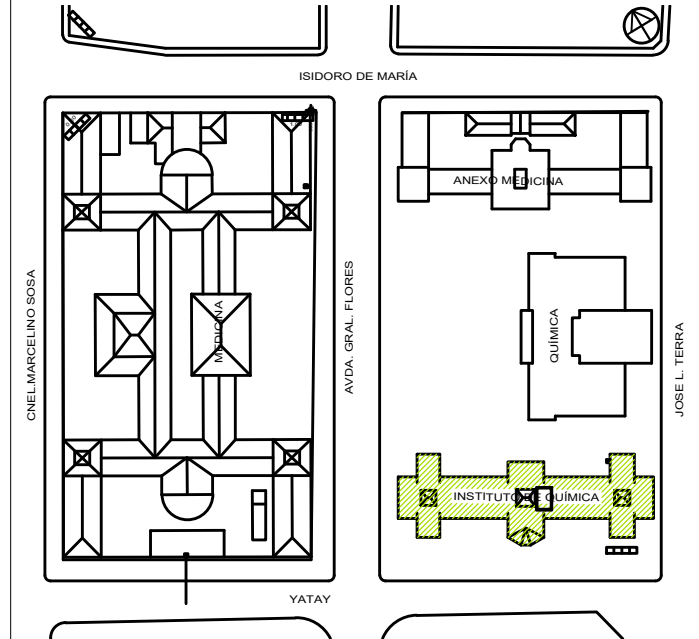 ISIDORO DE MARÍA
ANEXO MEDICINA
CNEL.MARCELINO SOSA
MEDICINA
AVDA. GRAL. FLORES
QUÍMICA
JOSE L. TERRA
INSTITUTO DE QUÍMICA
YATAY